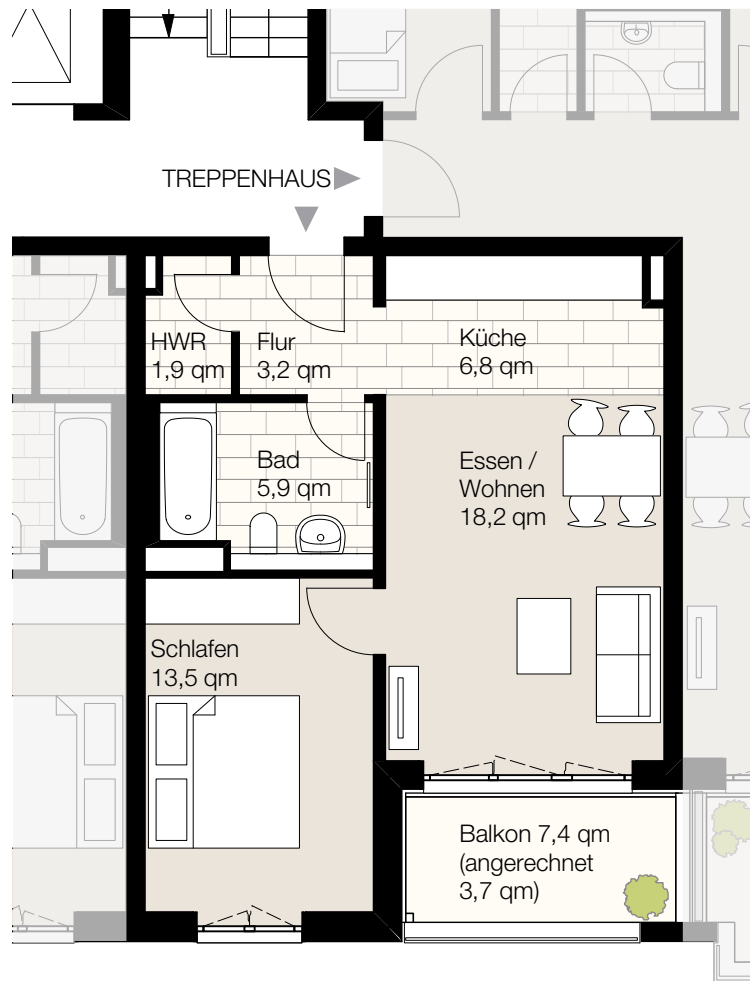 TREPPENHAUS
HWR
1,9 qm
Flur
3,2 qm
Küche
6,8 qm
Bad
5,9 qm
Essen /
Wohnen
18,2 qm
Schlafen
13,5 qm
Balkon 7,4 qm
(angerechnet
3,7 qm)